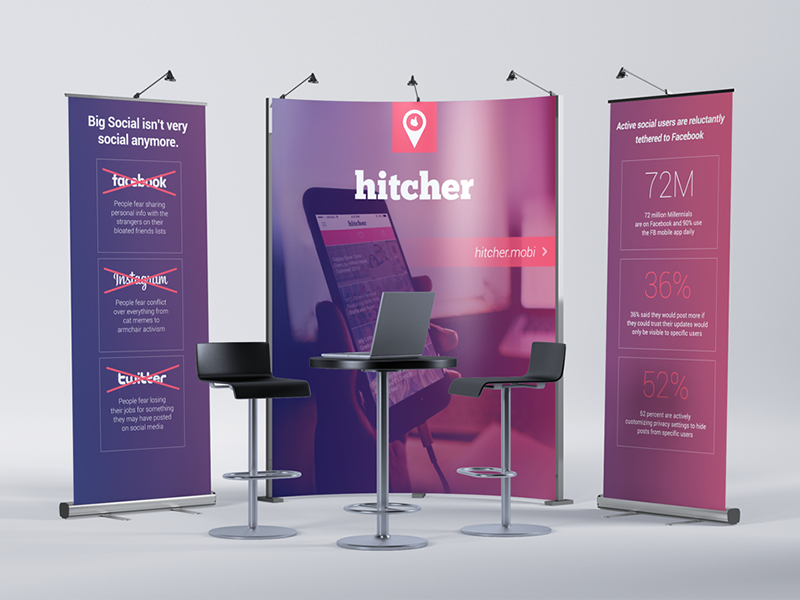 Big Social isn't very
social anymore.
facebook
People fear sharing
personal info with the
strangers on their
bloated friends lists
Instagram
People fear conflict
over everything from
cat memes to
armchair activism
twitter
People fear losing
their jobs for something
they may have posted
on social media
hitcher
hitcher.mobi >
hitcher
Active social users are reluctantly
tethered to Facebook
72M
72 million Millennials
are on Facebook and 90% use
the FB mobile app daily
36%
36% said they would post more if
they could trust their updates would
only be visible to specific users
52%
52 percent are actively
customizing privacy settings to hide
posts from specific users